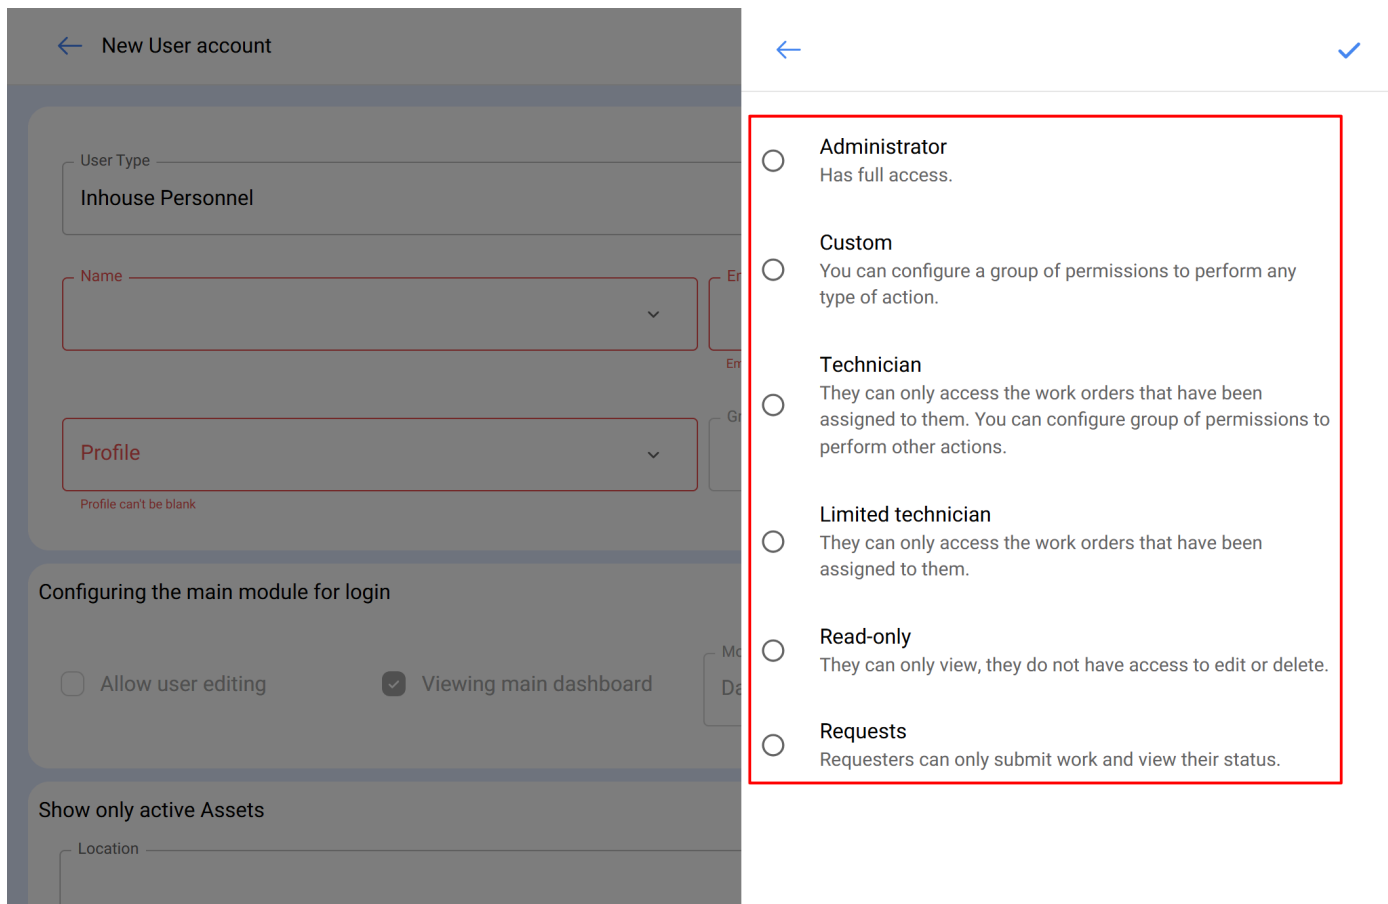 New User account
User Type
Inhouse Personnel
Name
Profile
Profile can't be blank
Configuring the main module for login
Allow user editing
Viewing main dashboard
Show only active Assets
Location
Administrator
Has full access.
Custom
You can configure a group of permissions to perform any
type of action.
Technician
They can only access the work orders that have been
assigned to them. You can configure group of permissions to
perform other actions.
Limited technician
They can only access the work orders that have been
assigned to them.
Read-only
They can only view, they do not have access to edit or delete.
Requests
Requesters can only submit work and view their status.